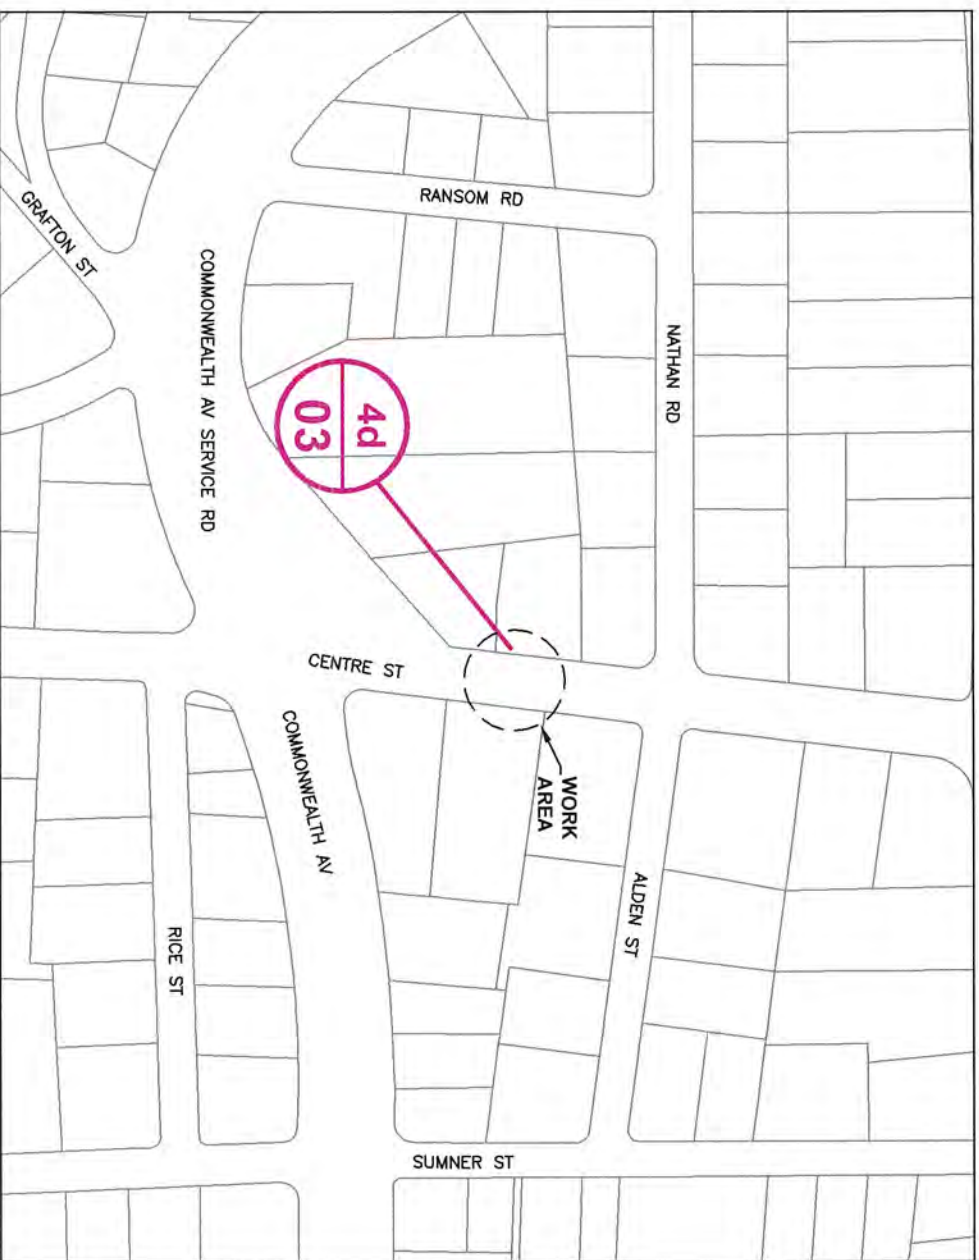 RANSOM RD
GRAFTON ST
COMMONWEALTH AV SERVICE RD
NATHAN RD
4d
03
CENTRE ST
COMMONWEALTH AV
WORK
AREA
ALDEN ST
RICE ST
SUMNER ST